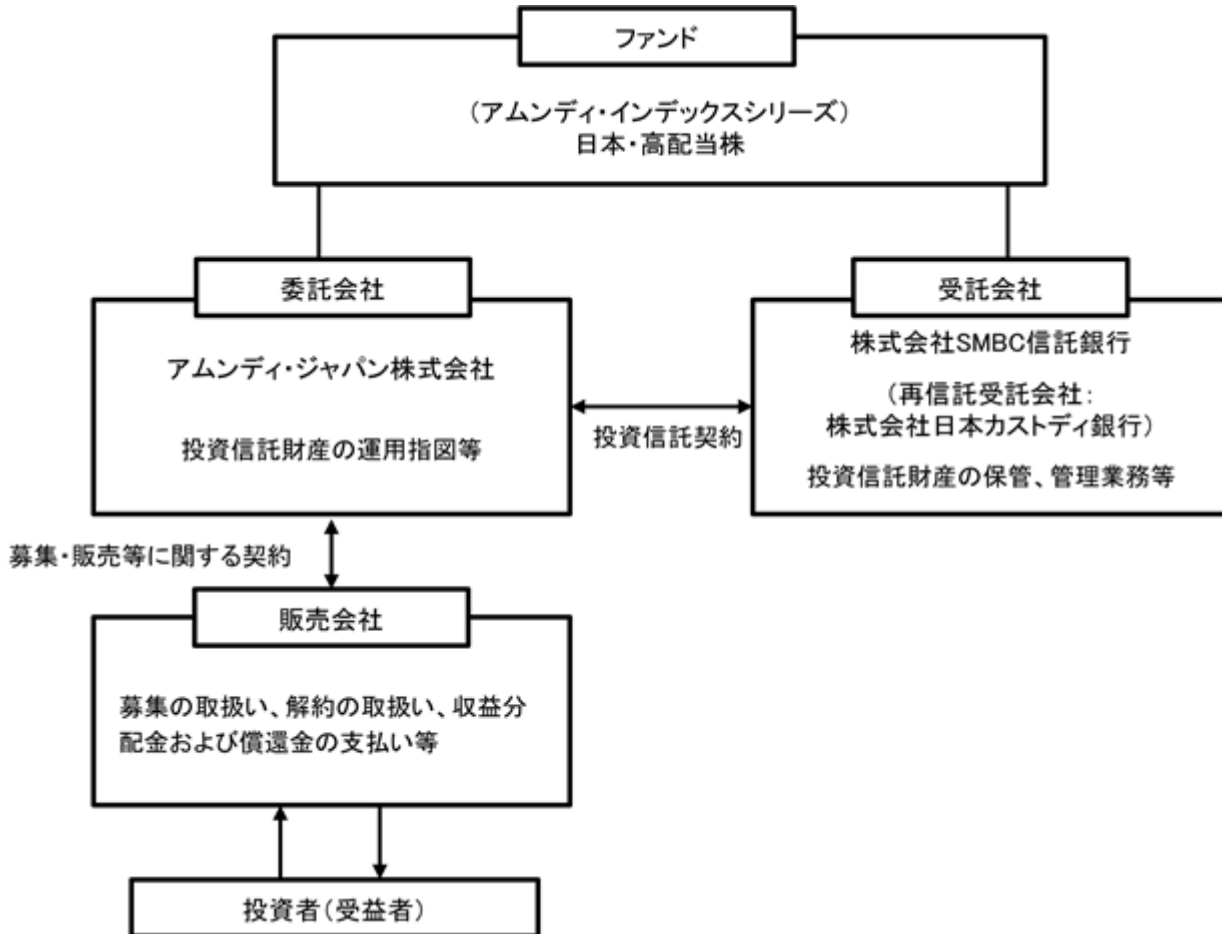 ファンド
(アムンディ・インデックスシリーズ)
日本・高配当株
委託会社
アムンディ・ジャパン株式会社
投資信託財産の運用指図等
投資信託契約
受託会社
株式会社SMBC信託銀行
(再信託受託会社:
株式会社日本カストディ銀行)
投資信託財産の保管、管理業務等
募集・販売等に関する契約
販売会社
募集の取扱い、解約の取扱い、収益分
配金および償還金の支払い等
投資者(受益者)